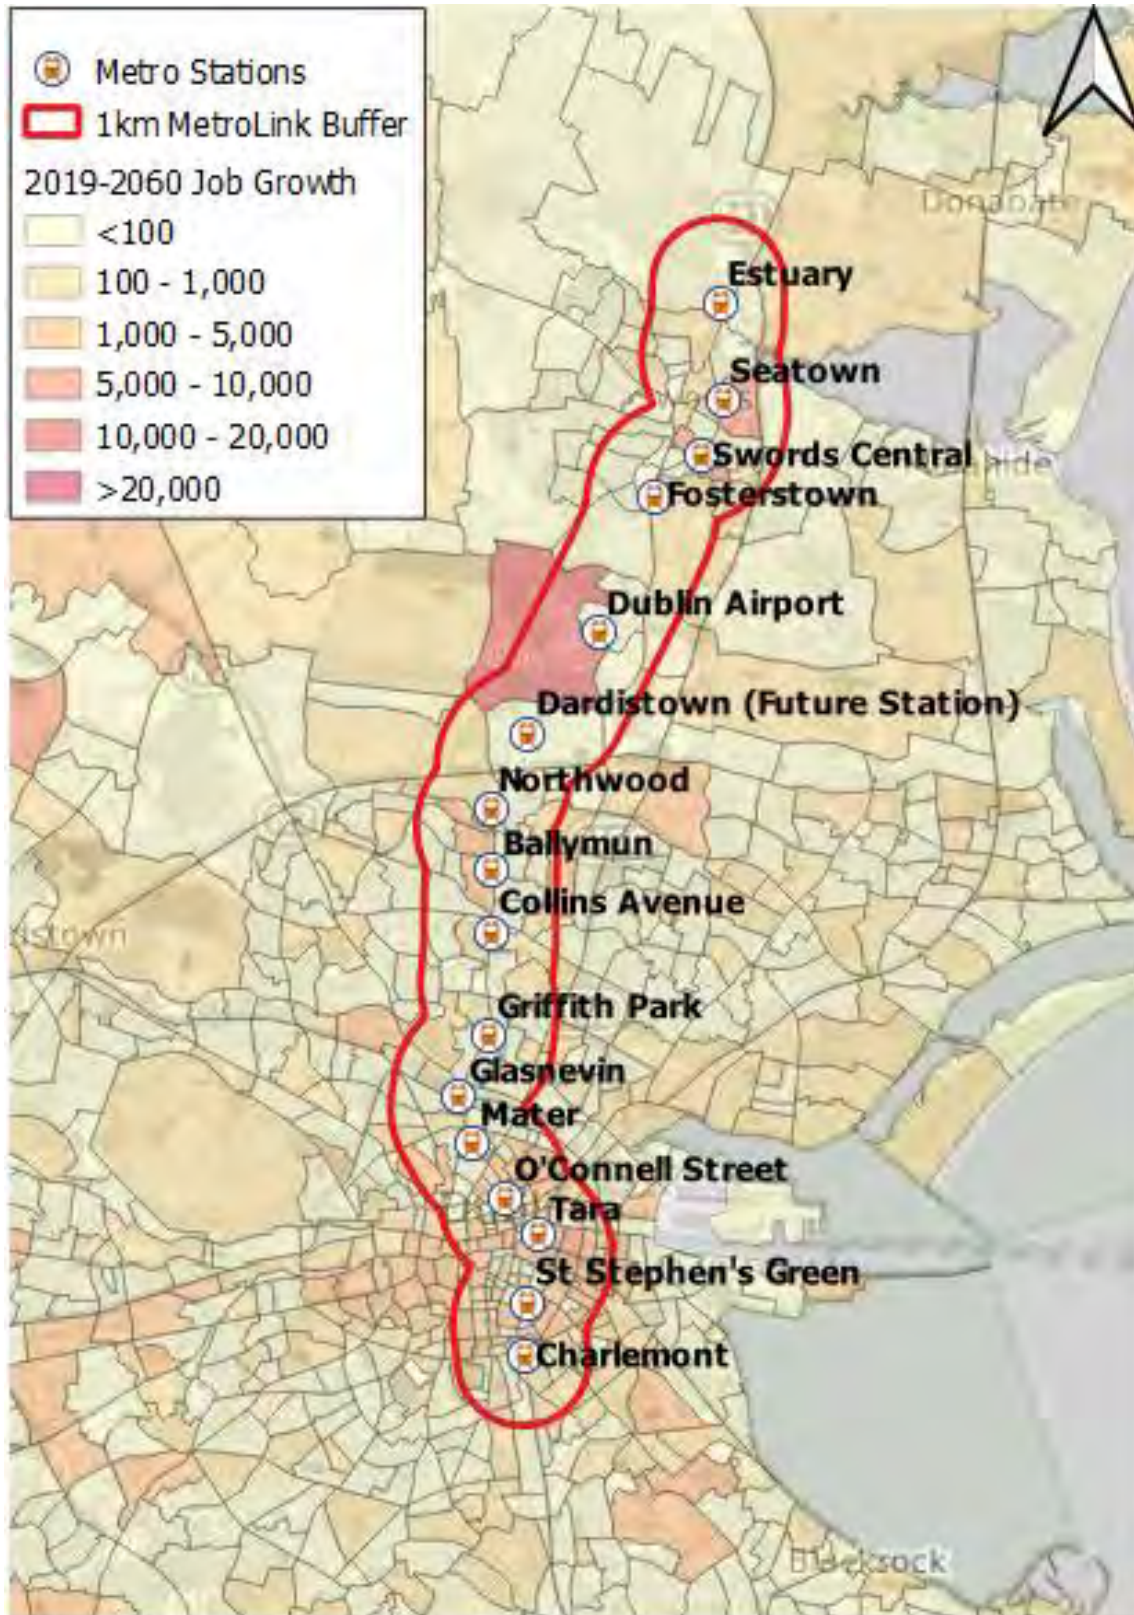 Metro Stations
1km MetroLink Buffer
2019-2060 Job Growth
<100
100 - 1,000
1,000 - 5,000
5,000 - 10,000
10,000 - 20,000
>20,000
Donabate
Estuary
Seatown
Swords Central
Fosterstown
Dublin Airport
Dardistown (Future Station)
Northwood
Ballymun
Collins Avenue
Griffith Park
Glasnevin
Mater
O'Connell Street
Tara
St Stephen's Green
Charlemont
Blackrock